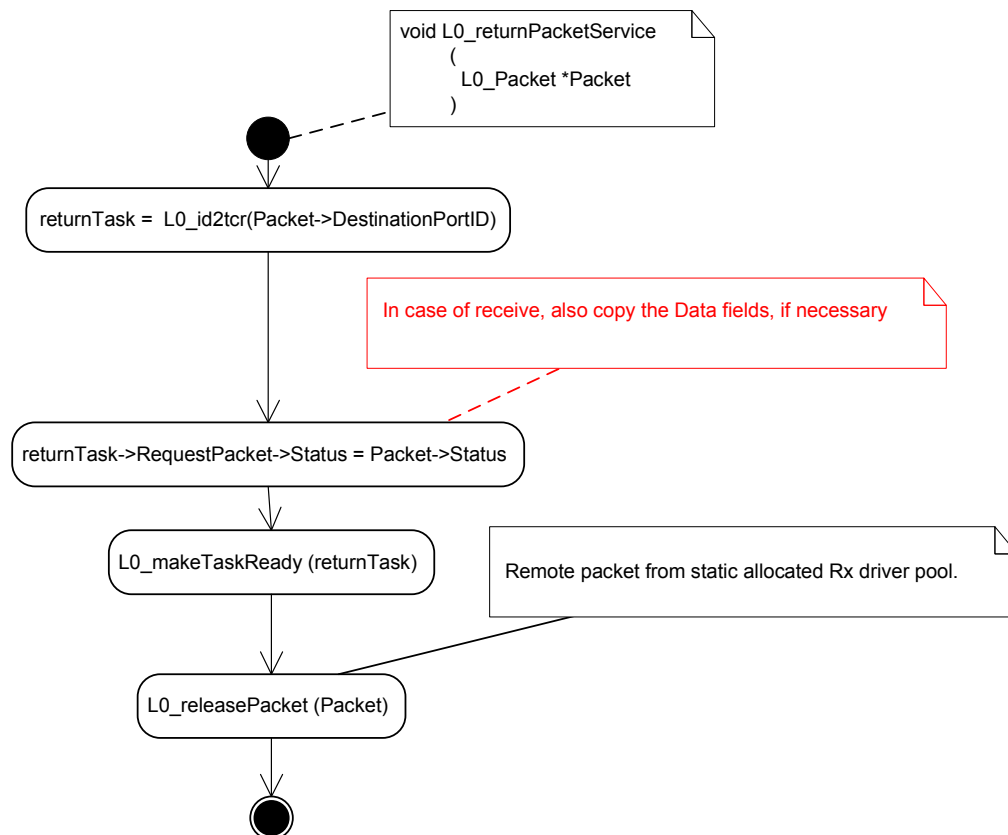 void L0_returnPacketService
(
L0_Packet *Packet
)
returnTask =  L0_id2tcr(Packet->DestinationPortID)
In case of receive, also copy the Data fields, if necessary
returnTask->RequestPacket->Status = Packet->Status
L0_makeTaskReady (returnTask)
Remote packet from static allocated Rx driver pool.
L0_releasePacket (Packet)